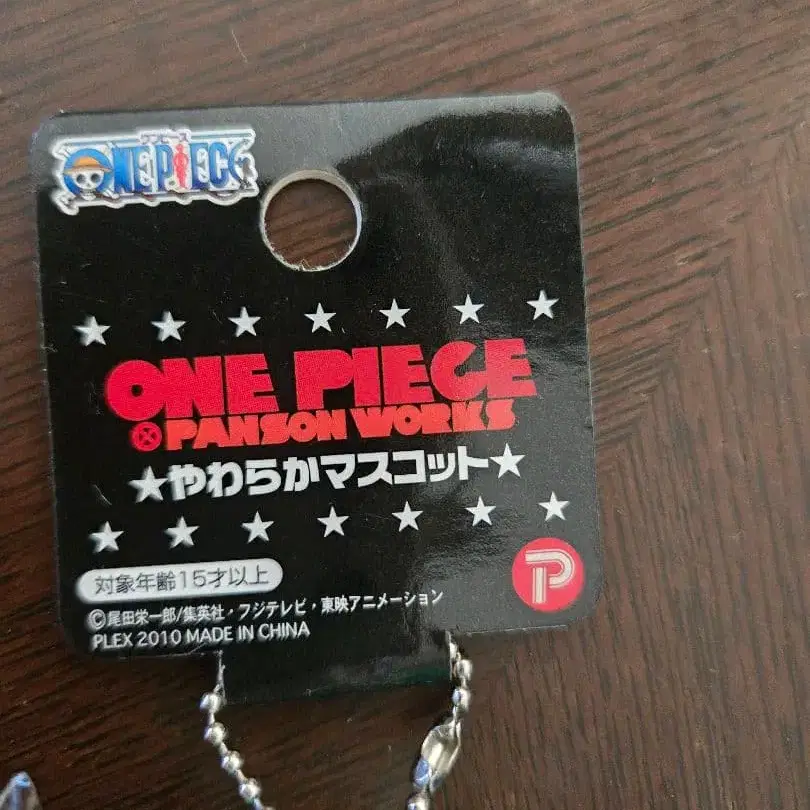 ワンピース
ONE PIECE
ONE PIECE
PANSON WORKS
★やわらかマスコット★
対象年齢15才以上
©尾田栄一郎/集英社・フジテレビ・東映アニメーション
PLEX 2010 MADE IN CHINA
P